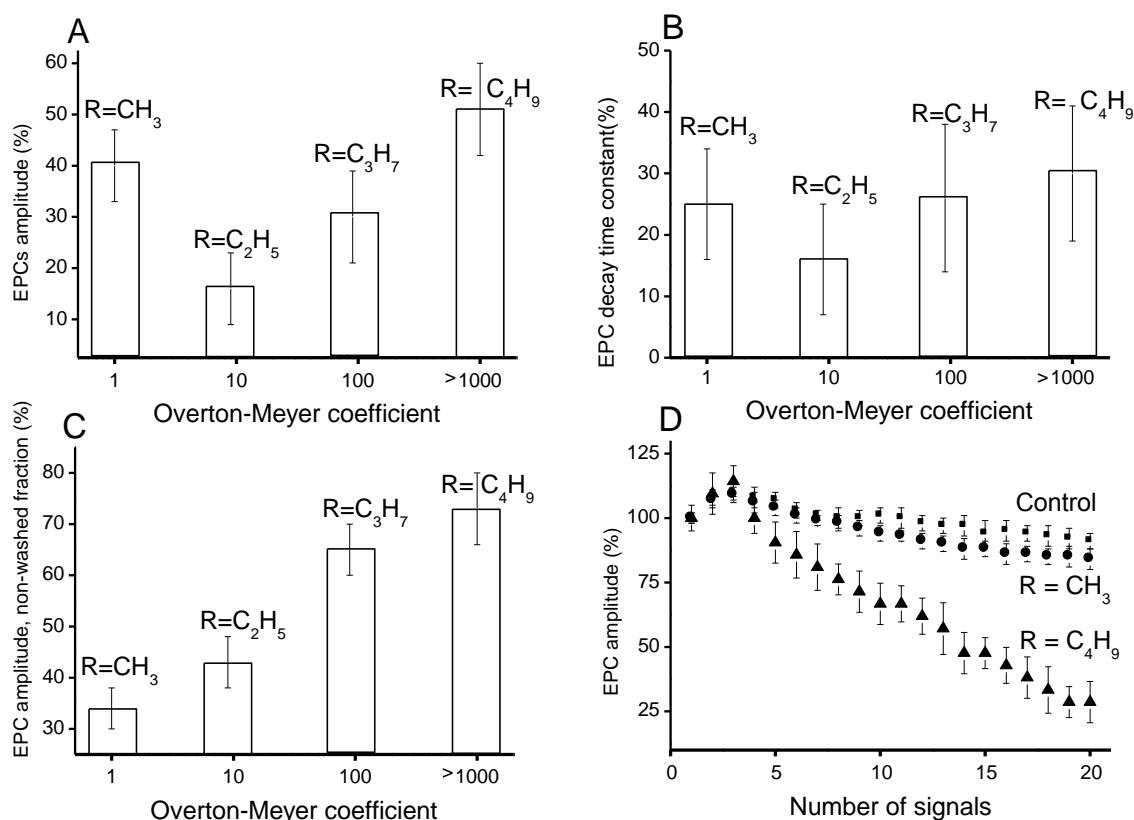 A
EPCs amplitude (%)
60
50
40
30
20
10
R=CH₃
R=C₂H₅
R=C₃H₇
R= C₄H₉
1 10 100 >1000
Overton-Meyer coefficient
B
EPC decay time constant(%)
50
40
30
20
10
0
R=CH₃
R=C₂H₅
R=C₃H₇
R= C₄H₉
1 10 100 >1000
Overton-Meyer coefficient
C
EPC amplitude, non-washed fraction (%)
80
70
60
50
40
30
R=CH₃
R=C₂H₅
R=C₃H₇
R= C₄H₉
1 10 100 >1000
Overton-Meyer coefficient
D
EPC amplitude (%)
125
100
75
50
25
Control
R = CH₃
R = C₄H₉
0 5 10 15 20
Number of signals